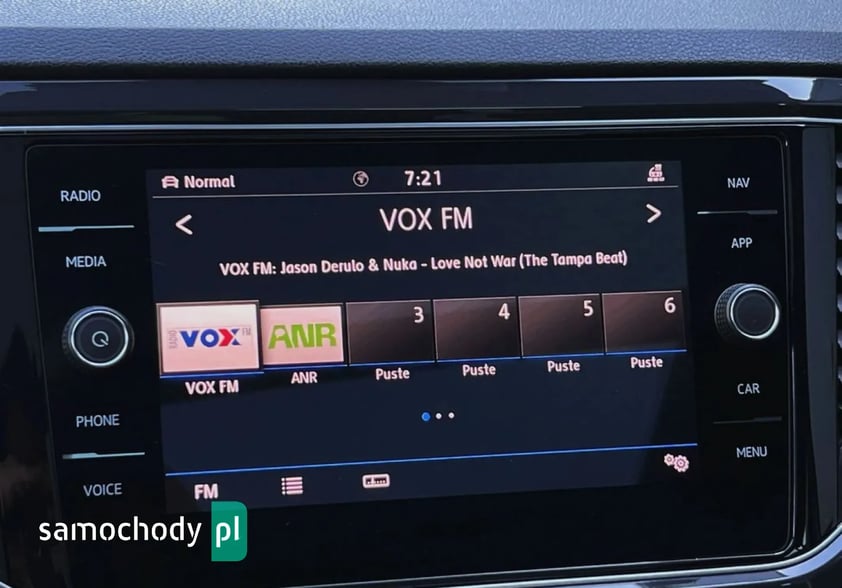 RADIO
MEDIA
PHONE
VOICE
Normal
7:21
VOX FM
VOX FM: Jason Derulo & Nuka - Love Not War (The Tampa Beat)
RADIO VOX FM
ANR
3
4
5
6
VOX FM
ANR
Puste
Puste
Puste
Puste
FM
NAV
APP
CAR
MENU
samochody pl